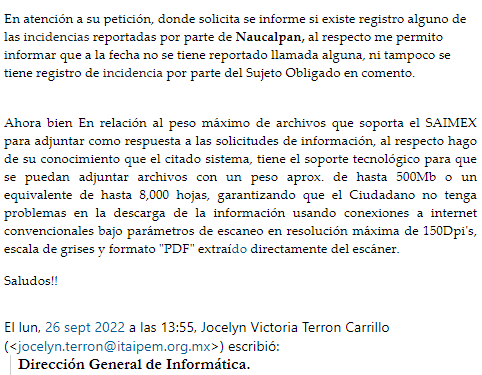 En atención a su petición, donde solicita se informe si existe registro alguno de
las incidencias reportadas por parte de Naucalpan, al respecto me permito
informar que a la fecha no se tiene reportado llamada alguna, ni tampoco se
tiene registro de incidencia por parte del Sujeto Obligado en comento.
Ahora bien En relación al peso máximo de archivos que soporta el SAIMEX
para adjuntar como respuesta a las solicitudes de información, al respecto hago
de su conocimiento que el citado sistema, tiene el soporte tecnológico para que
se puedan adjuntar archivos con un peso aprox. de hasta 500Mb o un
equivalente de hasta 8,000 hojas, garantizando que el Ciudadano no tenga
problemas en la descarga de la información usando conexiones a internet
convencionales bajo parámetros de escaneo en resolución máxima de 150Dpi's,
escala de grises y formato "PDF" extraído directamente del escáner.
Saludos!!
El lun, 26 sept 2022 a las 13:55, Jocelyn Victoria Terron Carrillo
(<jocelyn.terron@itaipem.org.mx>) escribió:
Dirección General de Informática.